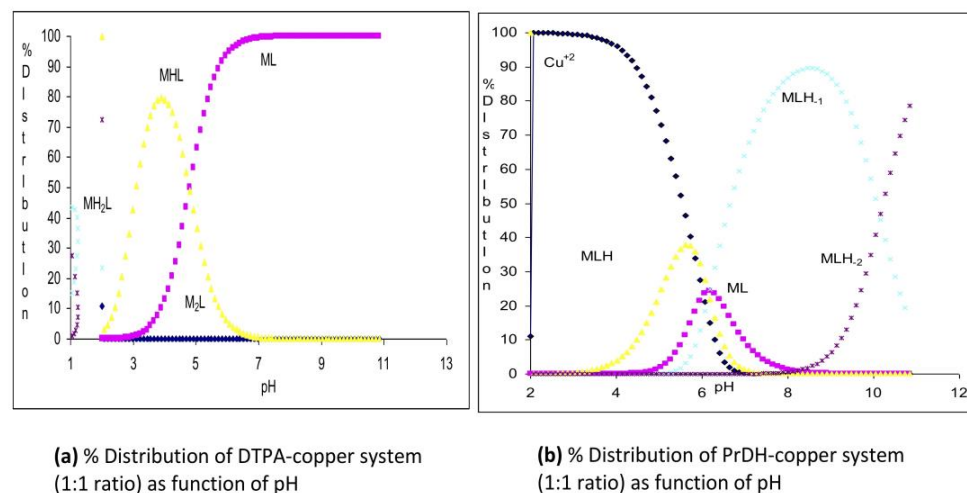 % Distribution
100
90
80
70
60
50
40
30
20
10
0
MHL
ML
MH₂L
M₂L
1 3 5 7 9 11 13
pH
(a) % Distribution of DTPA-copper system
(1:1 ratio) as function of pH
% Distribution
100
90
80
70
60
50
40
30
20
10
0
Cu⁺²
MLH₋₁
MLH
ML
MLH₋₂
2 4 6 8 10 12
pH
(b) % Distribution of PrDH-copper system
(1:1 ratio) as function of pH